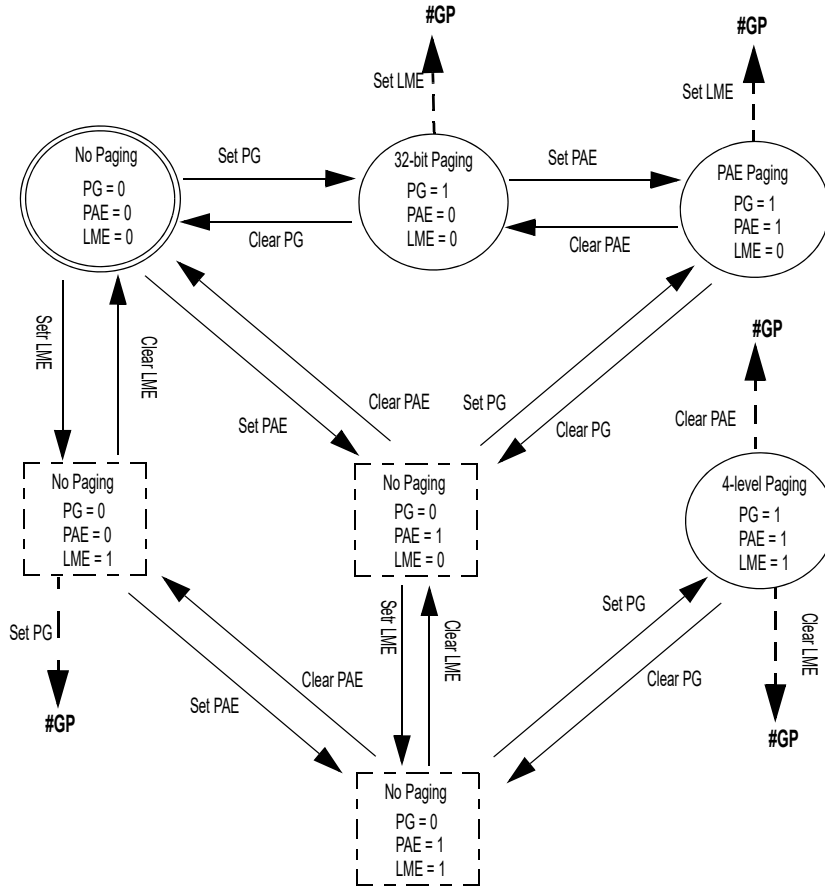 #GP
#GP
Set LME
Set LME
No Paging
PG = 0
PAE = 0
LME = 0
Set PG
Clear PG
32-bit Paging
PG = 1
PAE = 0
LME = 0
Set PAE
Clear PAE
PAE Paging
PG = 1
PAE = 1
LME = 0
Setr LME
Clear LME
Set PAE
Clear PAE
Set PG
Clear PG
#GP
Clear PAE
No Paging
PG = 0
PAE = 0
LME = 1
No Paging
PG = 0
PAE = 1
LME = 0
4-level Paging
PG = 1
PAE = 1
LME = 1
Set PG
#GP
Set PAE
Clear PAE
Setr LME
Clear LME
Set PG
Clear PG
Clear LME
#GP
No Paging
PG = 0
PAE = 1
LME = 1